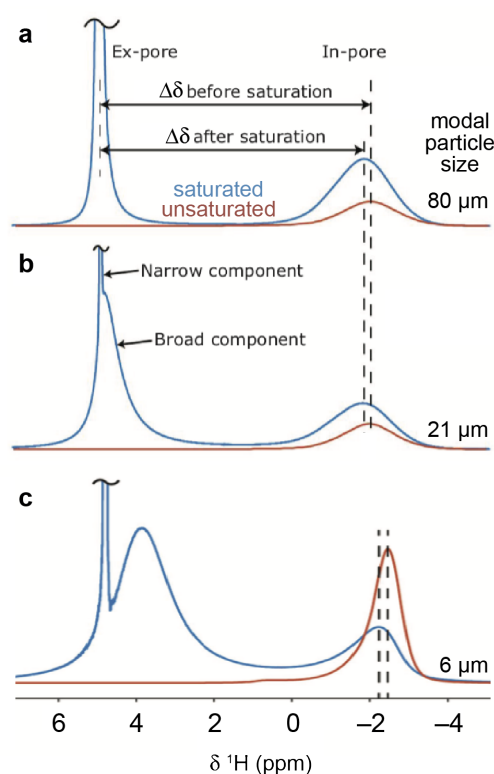 a
Ex-pore
In-pore
Δδ before saturation
Δδ after saturation
modal
particle
size
saturated
unsaturated
80 μm
b
Narrow component
Broad component
21 μm
c
6 μm
6 4 2 0 –2 –4
δ ¹H (ppm)